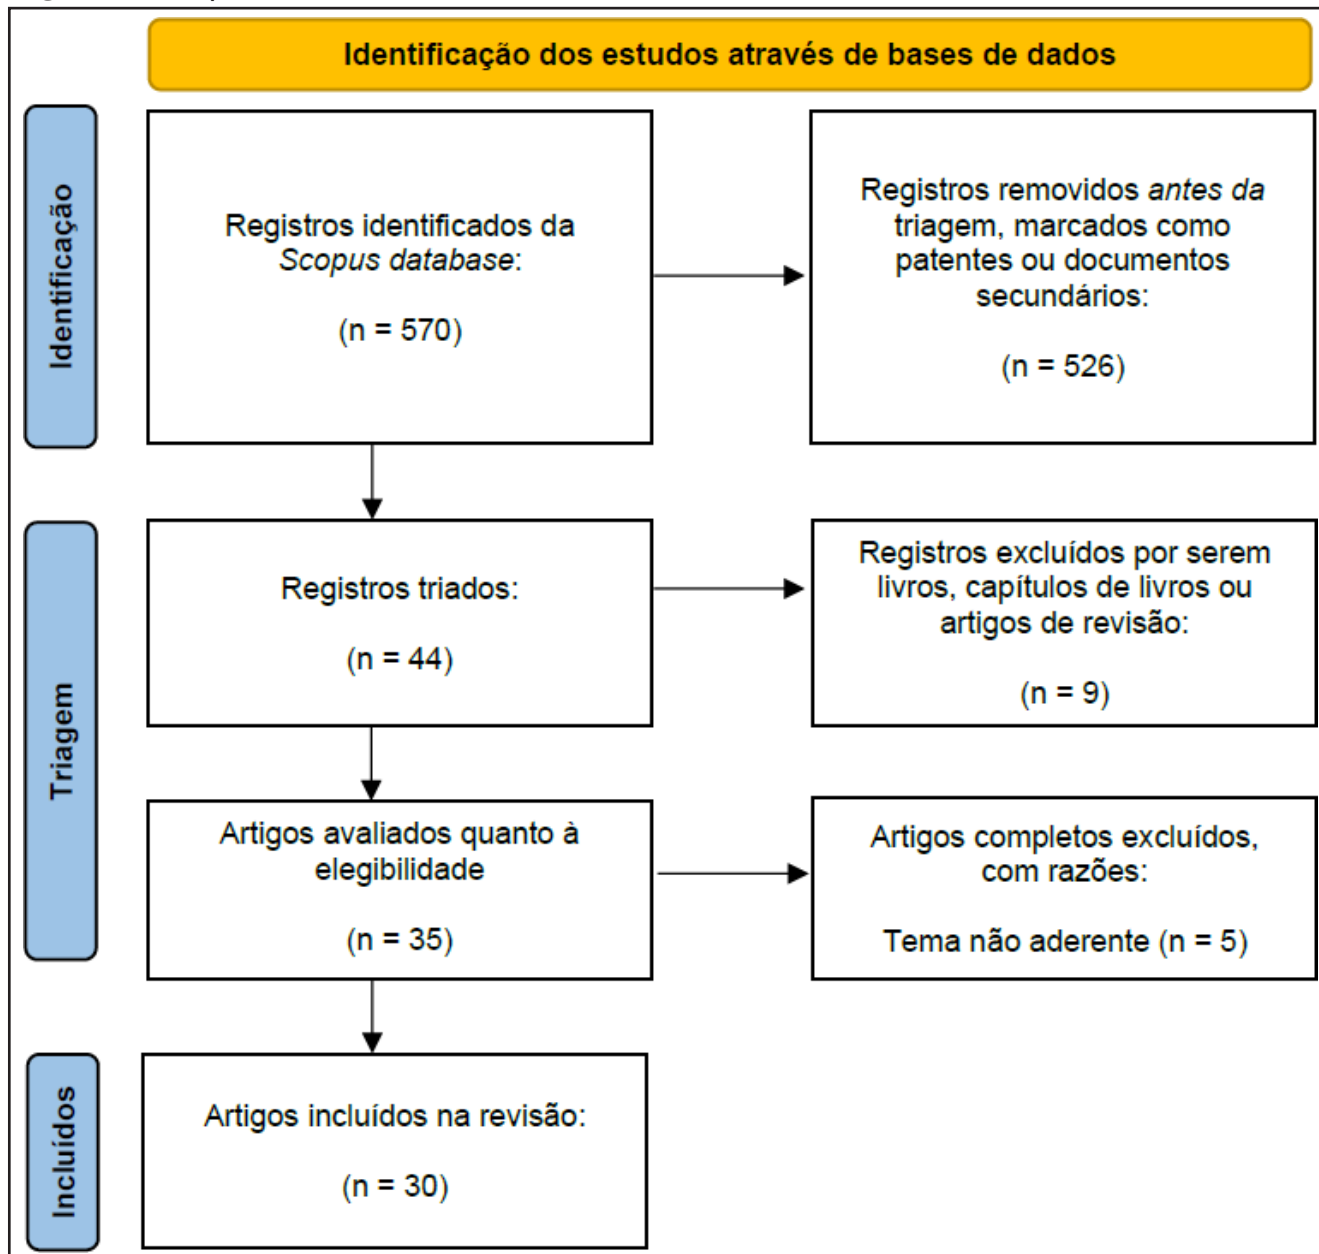 Identificação dos estudos através de bases de dados
Identificação
Registros identificados da
Scopus database:
(n = 570)
Registros removidos antes da
triagem, marcados como
patentes ou documentos
secundários:
(n = 526)
Triagem
Registros triados:
(n = 44)
Registros excluídos por serem
livros, capítulos de livros ou
artigos de revisão:
(n = 9)
Artigos avaliados quanto à
elegibilidade
(n = 35)
Artigos completos excluídos,
com razões:
Tema não aderente (n = 5)
Incluídos
Artigos incluídos na revisão:
(n = 30)